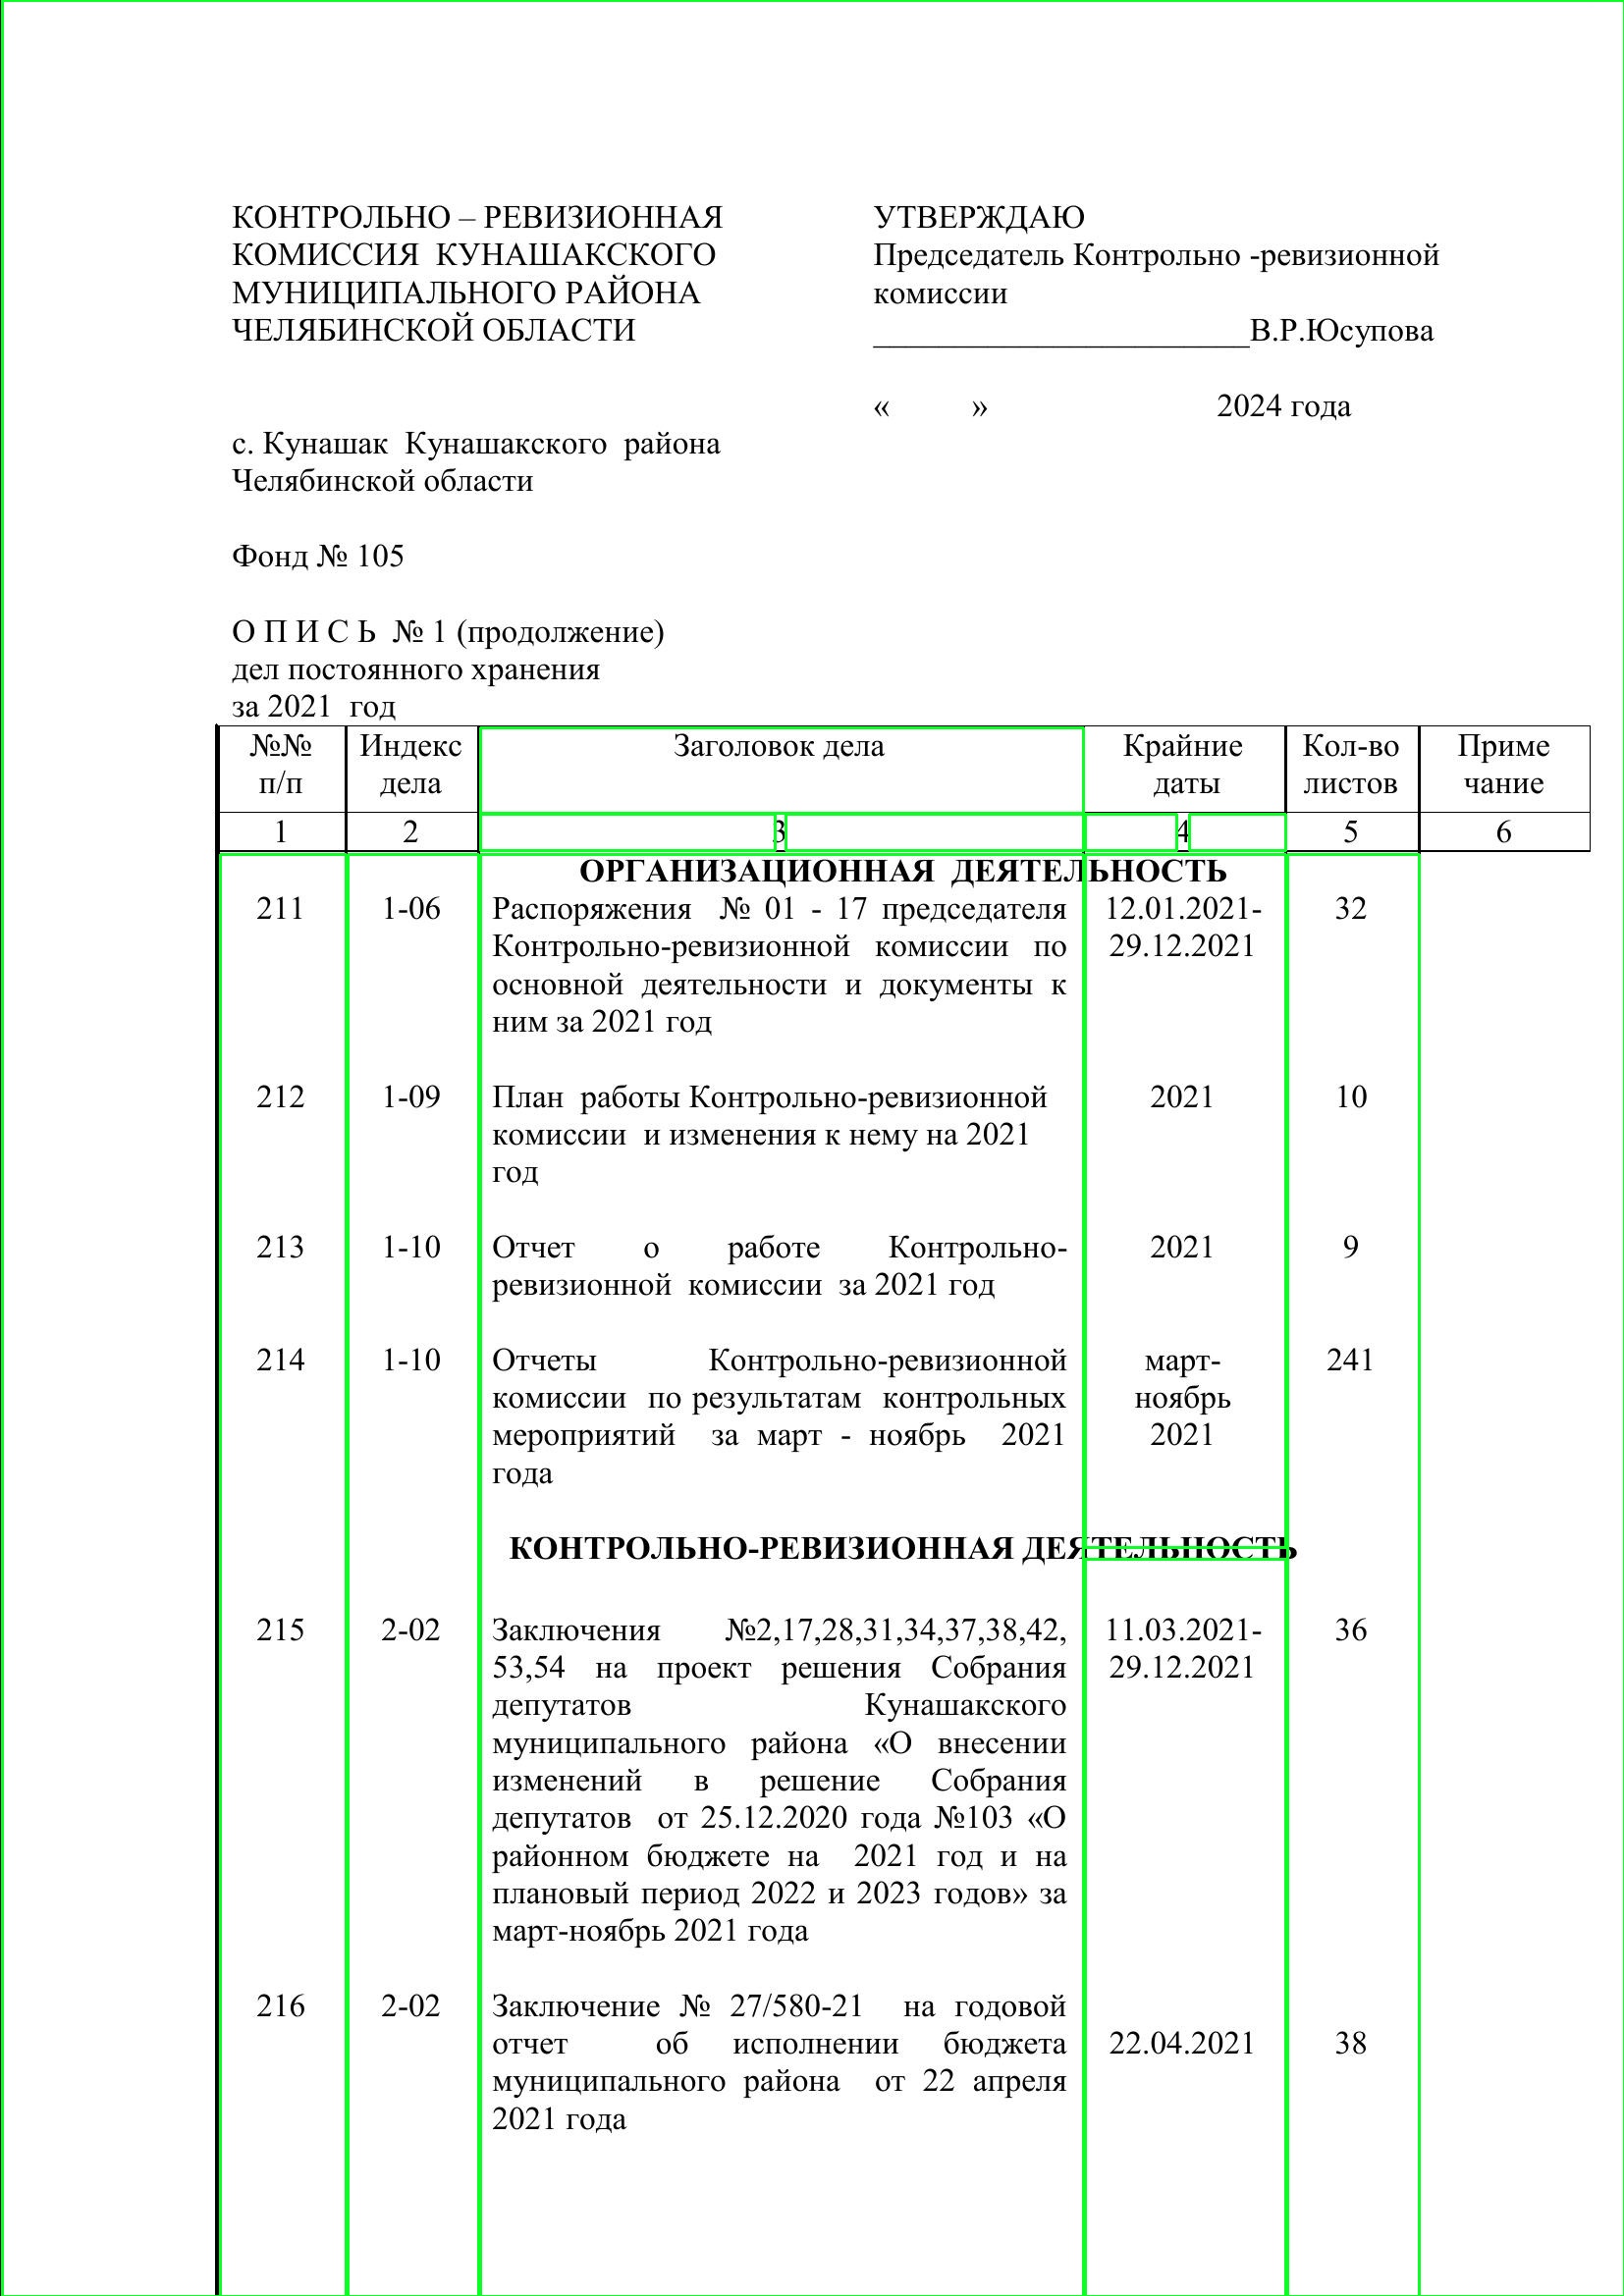 КОНТРОЛЬНО – РЕВИЗИОННАЯ
КОМИССИЯ КУНАШАКСКОГО
МУНИЦИПАЛЬНОГО РАЙОНА
ЧЕЛЯБИНСКОЙ ОБЛАСТИ
с. Кунашак Кунашакского района
Челябинской области
Фонд № 105
УТВЕРЖДАЮ
Председатель Контрольно -ревизионной
комиссии
_______________________В.Р.Юсупова
« » 2024 года
О П И С Ь № 1 (продолжение)
дел постоянного хранения
за 2021 год
№№ п/п Индекс дела Заголовок дела Крайние даты Кол-во листов Приме чание
1 2 3 4 5 6
ОРГАНИЗАЦИОННАЯ ДЕЯТЕЛЬНОСТЬ
211 1-06 Распоряжения № 01 - 17 председателя 12.01.2021- 32
Контрольно-ревизионной комиссии по 29.12.2021
основной деятельности и документы к
ним за 2021 год
212 1-09 План работы Контрольно-ревизионной 2021 10
комиссии и изменения к нему на 2021
год
213 1-10 Отчет о работе Контрольно- 2021 9
ревизионной комиссии за 2021 год
214 1-10 Отчеты Контрольно-ревизионной март- 241
комиссии по результатам контрольных ноябрь
мероприятий за март - ноябрь 2021 2021
года
КОНТРОЛЬНО-РЕВИЗИОННАЯ ДЕЯТЕЛЬНОСТЬ
215 2-02 Заключения №2,17,28,31,34,37,38,42, 11.03.2021- 36
53,54 на проект решения Собрания 29.12.2021
депутатов Кунашакского
муниципального района «О внесении
изменений в решение Собрания
депутатов от 25.12.2020 года №103 «О
районном бюджете на 2021 год и на
плановый период 2022 и 2023 годов» за
март-ноябрь 2021 года
216 2-02 Заключение № 27/580-21 на годовой
отчет об исполнении бюджета 22.04.2021 38
муниципального района от 22 апреля
2021 года